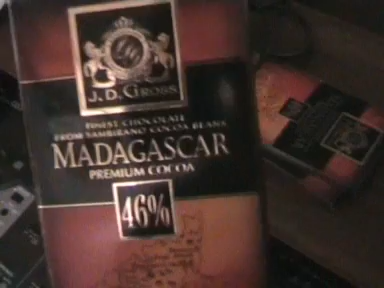 J.D. GROSS
FINEST CHOCOLATE
FROM SAMBIRANO COCOA BEANS
MADAGASCAR
PREMIUM COCOA
46%